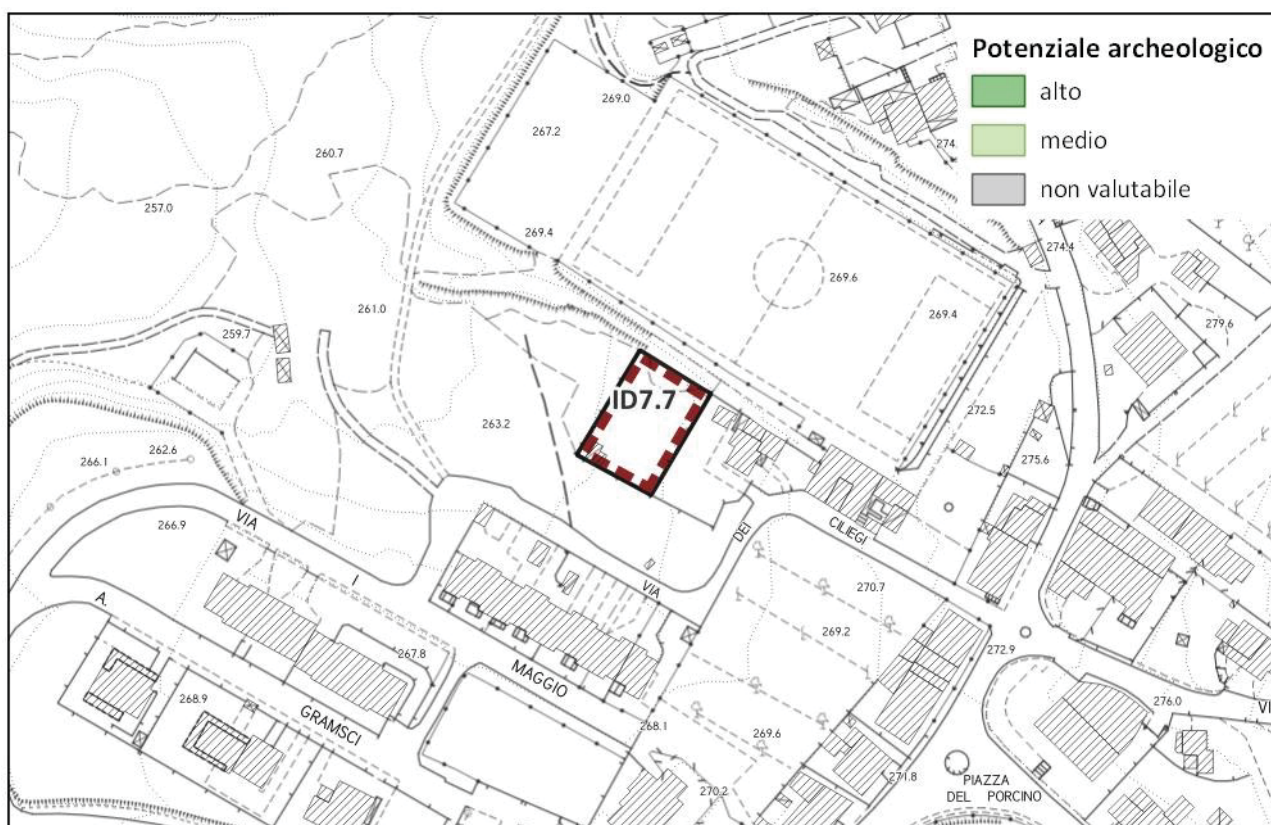 Potenziale archeologico
alto
medio
non valutabile
269.0
267.2
260.7
257.0
269.4
274.4
269.6
269.4
261.0
259.7
279.6
ID7.7
263.2
272.5
275.6
266.1
262.6
266.9
VIA
I
MAGGIO
VIA
DEI
CILIEGI
270.7
269.2
272.9
A.
GRAMSCI
267.8
268.9
268.1
269.6
276.0
VI
271.8
270.2
PIAZZA
DEL PORCINO
274.